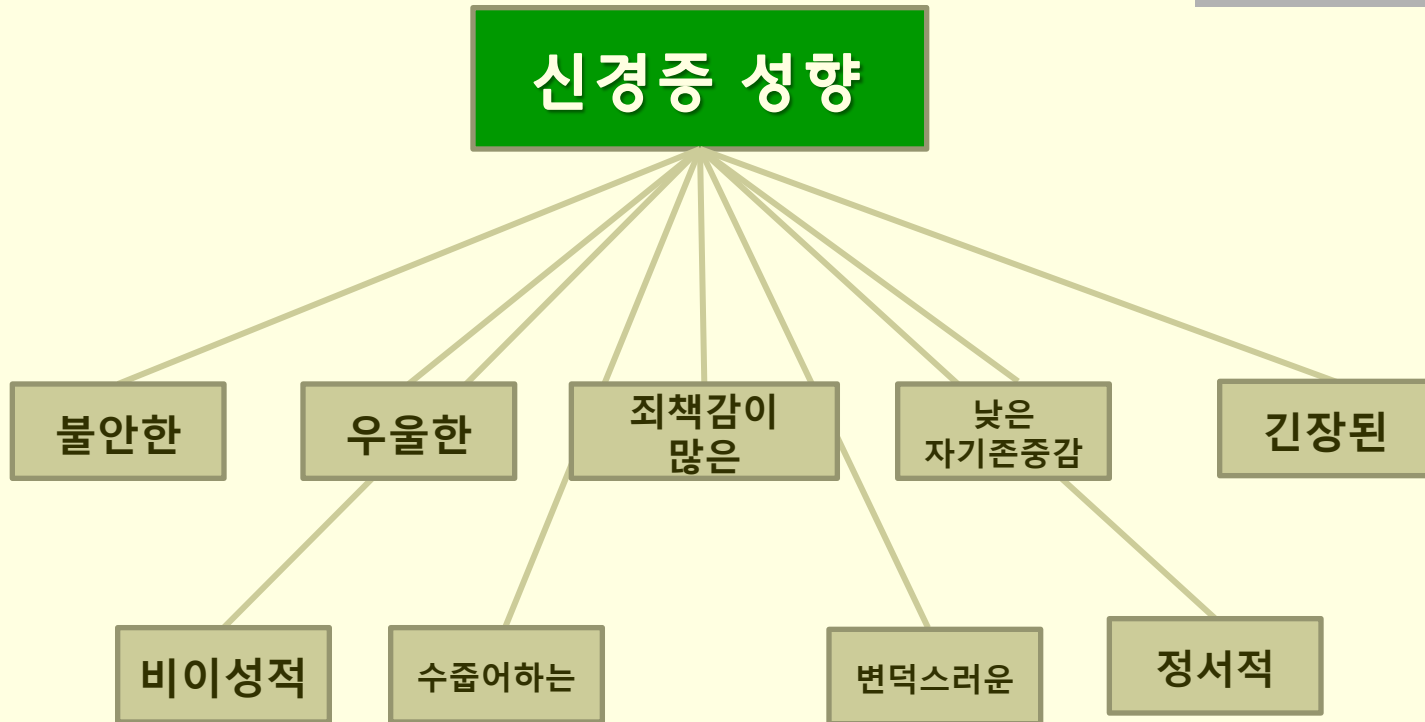 신경증 성향
불안한
우울한
죄책감이
많은
낮은
자기존중감
긴장된
비이성적
수줍어하는
변덕스러운
정서적